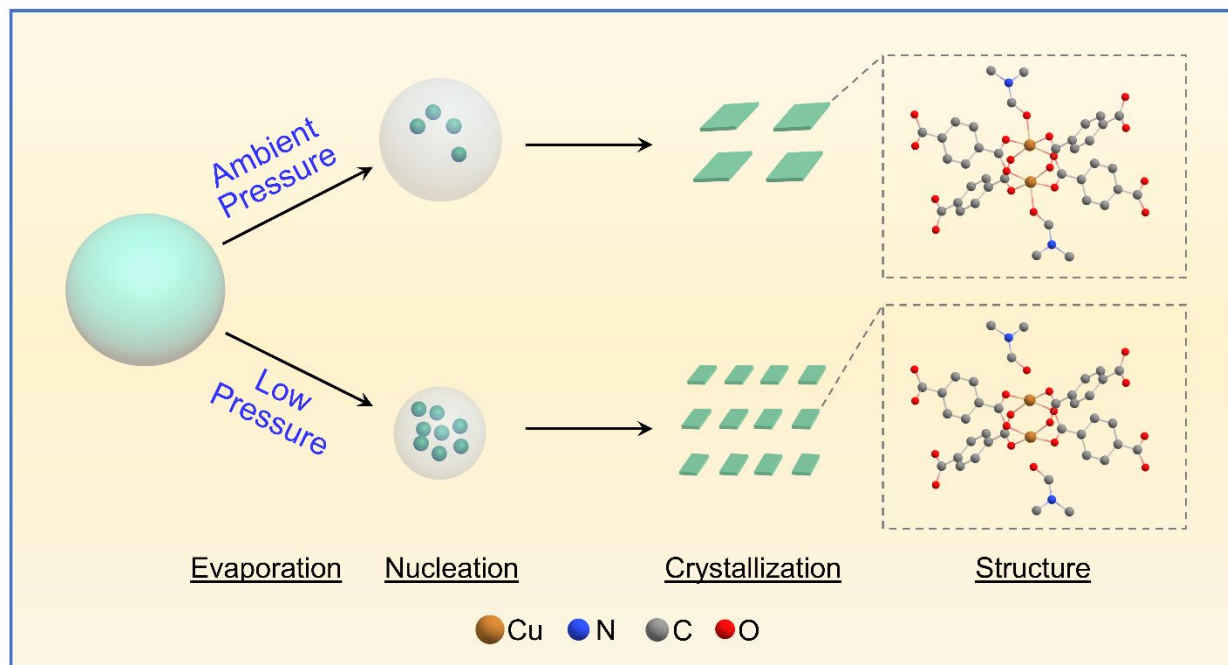 Ambient
Pressure
Low
Pressure
Evaporation
Nucleation
Crystallization
Structure
Cu
N
C
O